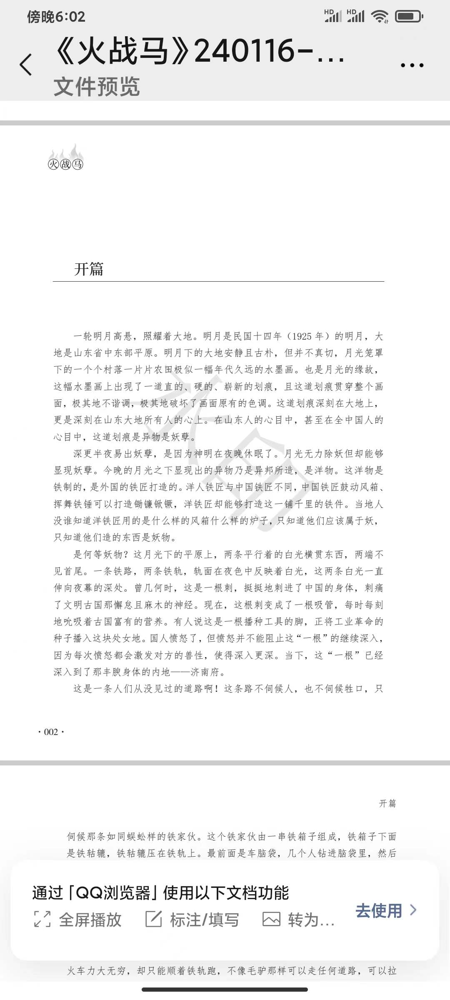 傍晚6:02
HD HD
《火战马》240116-...
文件预览
火战马
开篇
一轮明月高悬，照耀着大地。明月是民国十四年（1925 年）的明月，大
地是山东省中东部平原。明月下的大地安静且古朴，但并不真切，月光笼罩
下的一个个村落一片片农田极似一幅年代久远的水墨画。也是月光的缘故，
这幅水墨画上出现了一道直的、硬的、崭新的划痕，且这道划痕贯穿整个画
面，极其地不谐调，极其地破坏了画面原有的色调。这道划痕深刻在大地上，
更是深刻在山东大地所有人的心上。在山东人的心目中，甚至在全中国人的
心目中，这道划痕是异物是妖孽。
深更半夜易出妖孽，是因为神明在夜晚休眠了。月光无力除妖但却能够
显现妖孽。今晚的月光之下显现出的异物乃是异邦所造，是洋物。这洋物是
铁制的，是外国的铁匠打造的。洋人铁匠与中国铁匠不同，中国铁匠鼓动风箱、
挥舞铁锤可以打造锄镰锨镢，洋铁匠却能够打造这一铺千里的铁件。当地人
没谁知道洋铁匠用的是什么样的风箱什么样的炉子，只知道他们应该属于妖，
只知道他们造的东西是妖物。
是何等妖物？这月光下的平原上，两条平行着的白光横贯东西，两端不
见首尾。一条铁路，两条铁轨，轨面在夜色中反映着白光，这两条白光一直
伸向夜幕的深处。曾几何时，这是一根刺，挺挺地刺进了中国的身体，刺痛
了文明古国那懈怠且麻木的神经。现在，这根刺变成了一根吸管，每时每刻
地吮吸着古国富有的营养。有人说这是一根播种工具的脚，正将工业革命的
种子播入这块处女地。国人愤怒了，但愤怒并不能阻止这“一根”的继续深入，
因为每次愤怒都会激发对方的兽性，使得深入更深。当下，这“一根”已经
深入到了那丰腴身体的内地——济南府。
这是一条人们从没见过的道路啊！这条路不伺候人，也不伺候牲口，只
水印
·002·
开篇
伺候那条如同蜈蚣样的铁家伙。这个铁家伙由一串铁箱子组成，铁箱子下面
是铁轱辘，铁轱辘压在铁轨上。最前面是车脑袋，几个人钻进脑袋里，然后
通过「QQ浏览器」使用以下文档功能
全屏播放 标注/填写 转为...
去使用
火车力大无穷，却只能顺着铁轨跑，不像毛驴那样可以走任何道路，可以拉